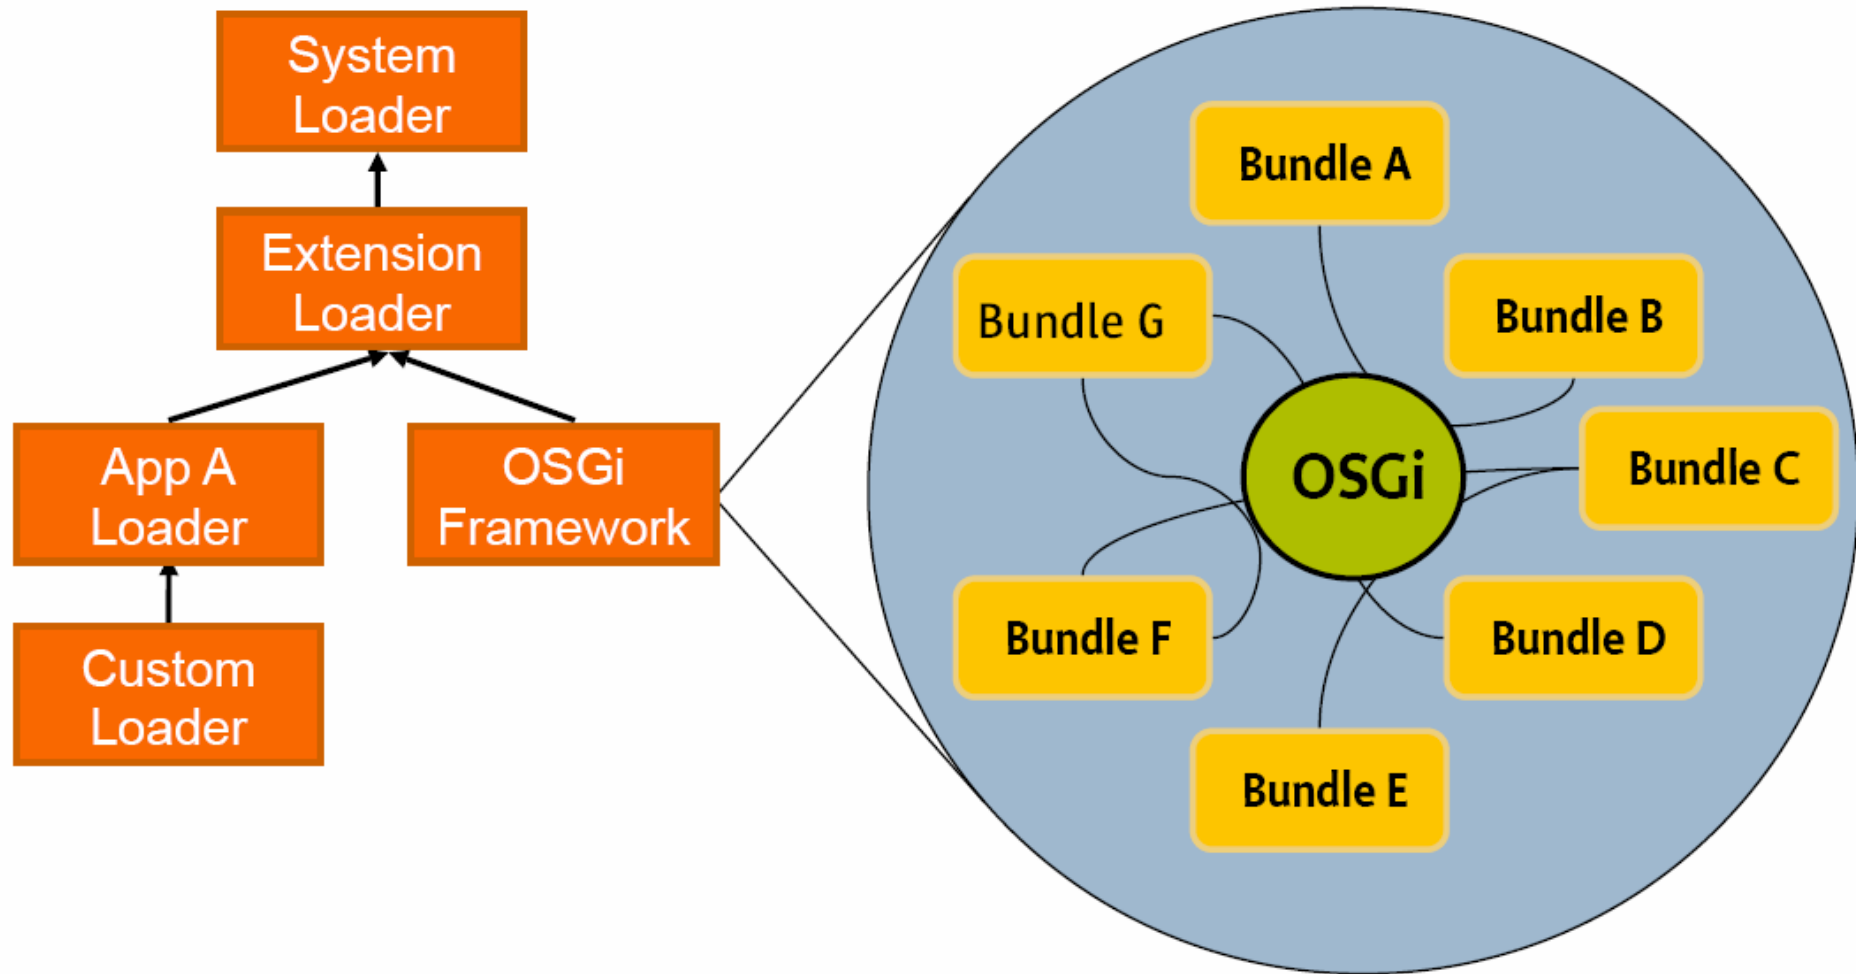 System
Loader
Extension
Loader
App A
Loader
OSGi
Framework
Custom
Loader
Bundle A
Bundle G
Bundle B
OSGi
Bundle C
Bundle F
Bundle D
Bundle E